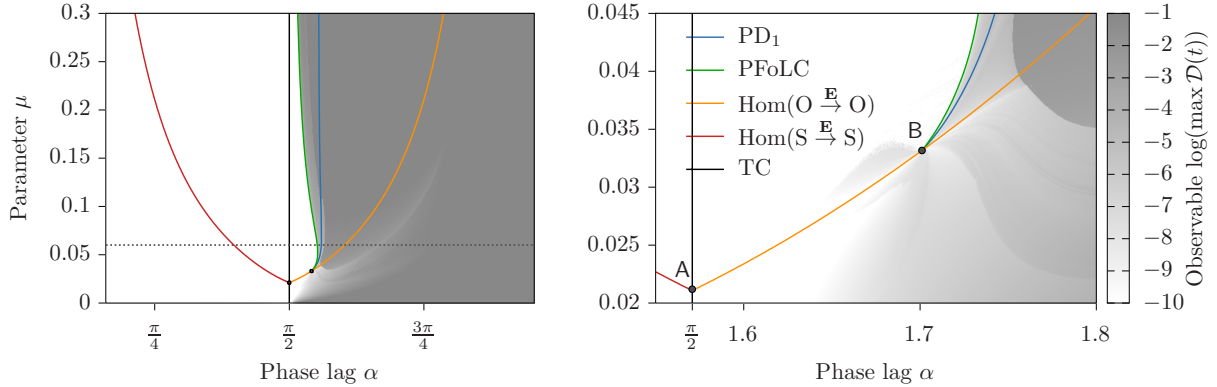 Parameter μ
0.3
0.25
0.2
0.15
0.1
0.05
0
π/4
π/2
3π/4
Phase lag α
0.045
0.04
0.035
0.03
0.025
0.02
PD₁
PFoLC
Hom(O →^E O)
Hom(S →^E S)
TC
A
B
π/2
1.6
1.7
1.8
Phase lag α
−1
−2
−3
−4
−5
−6
−7
−8
−9
−10
Observable log(max 𝒟(t))